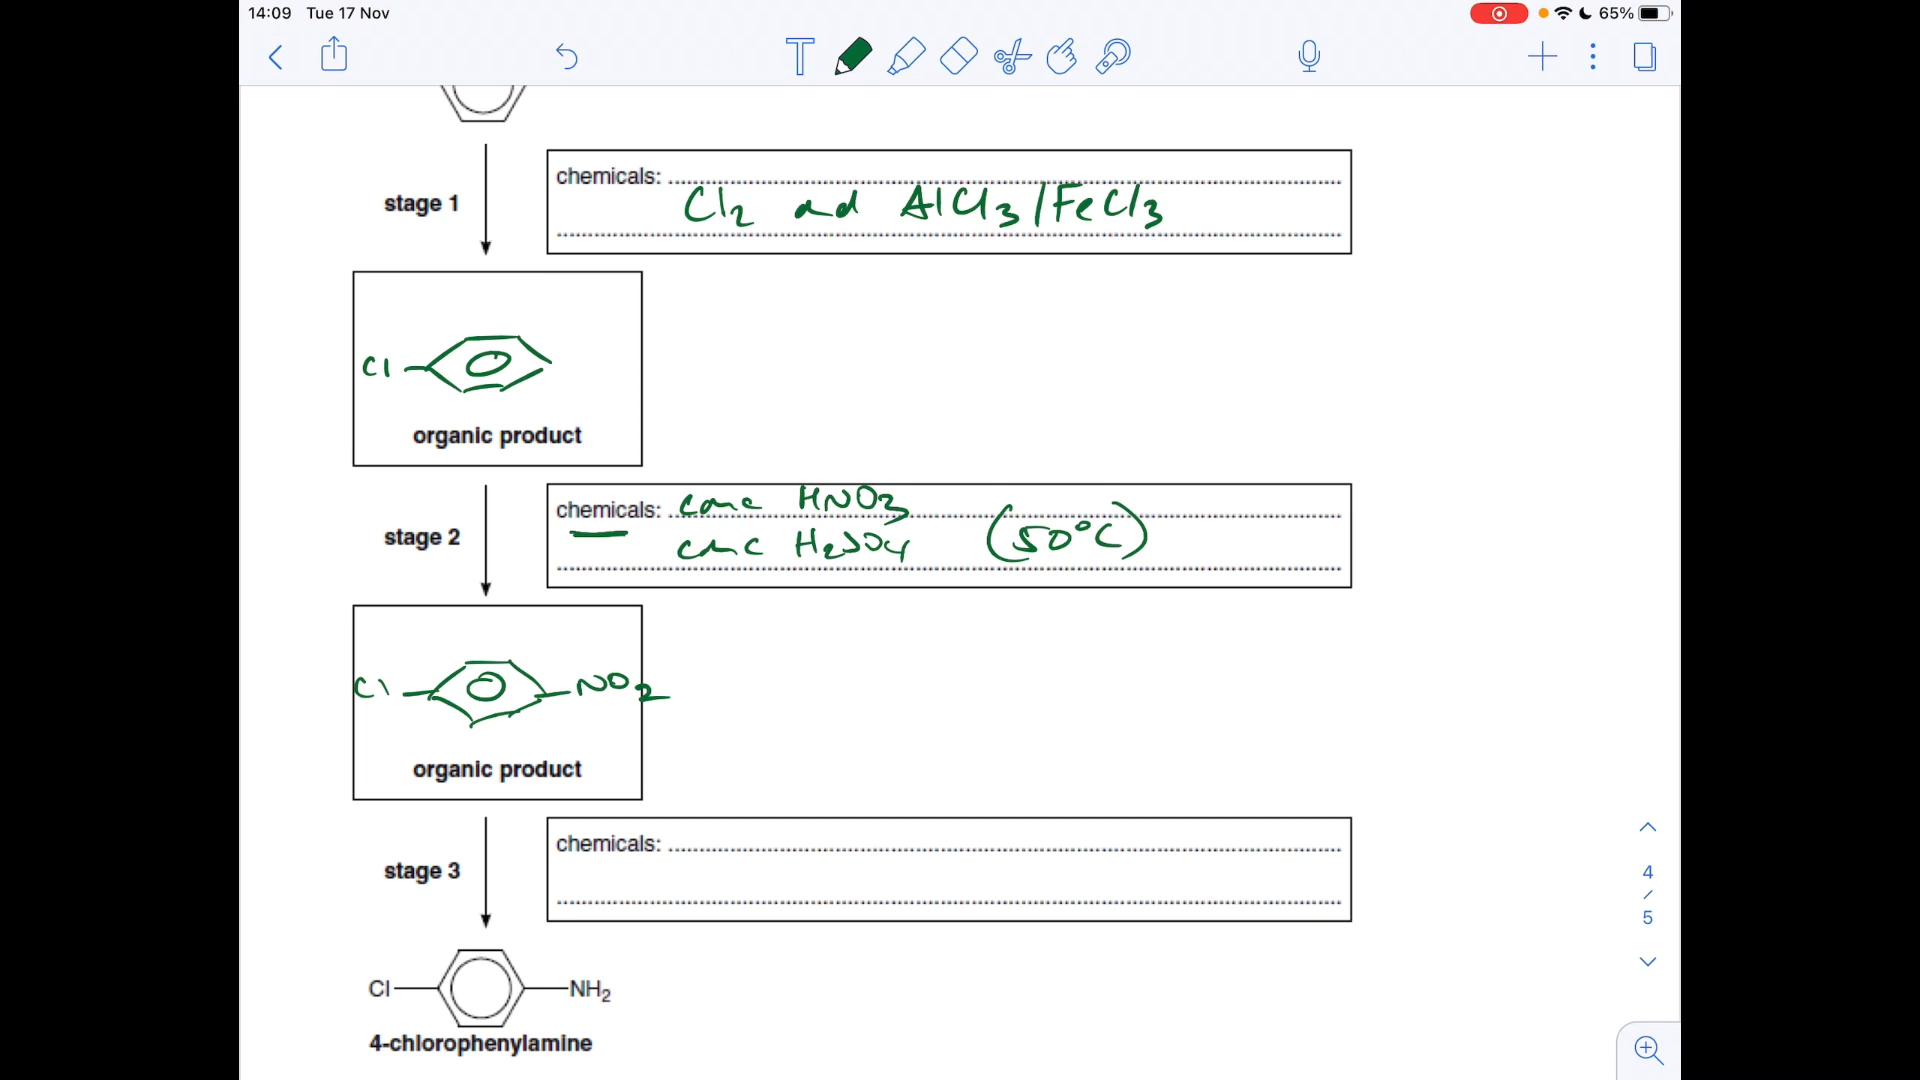 14:09 Tue 17 Nov
65%
T
stage 1
chemicals:
Cl2 and AlCl3/FeCl3
Cl
organic product
stage 2
chemicals: conc HNO3
conc H2SO4 (50°C)
Cl NO2
organic product
stage 3
chemicals:
4
/
5
Cl NH2
4-chlorophenylamine